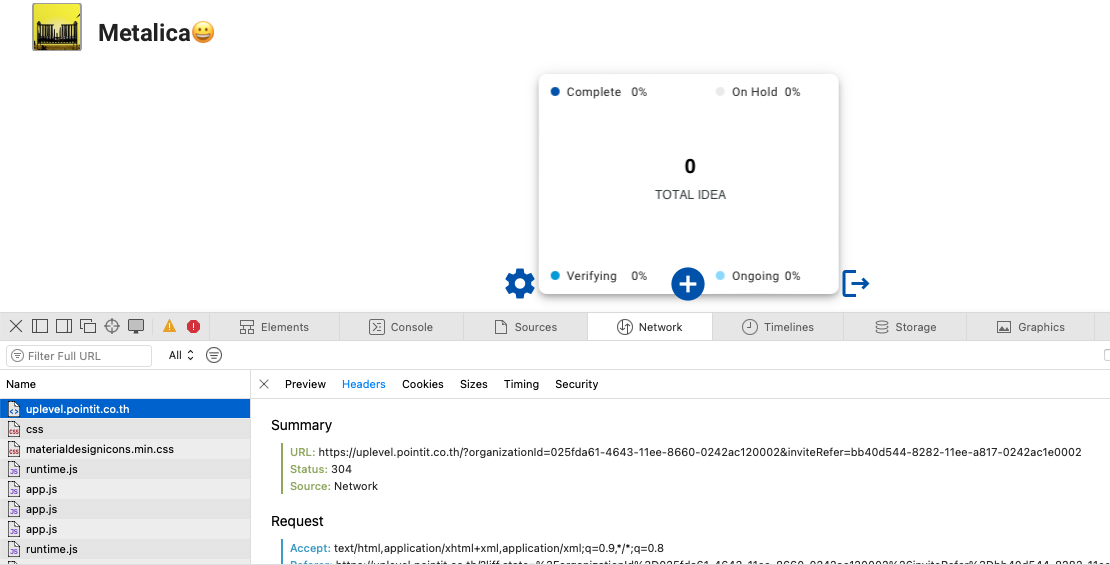 Metalica😀
Complete 0% On Hold 0%
0
TOTAL IDEA
Verifying 0% Ongoing 0%
Elements Console Sources Network Timelines Storage Graphics
Filter Full URL All
Name Preview Headers Cookies Sizes Timing Security
uplevel.pointit.co.th
css
materialdesignicons.min.css
runtime.js
app.js
app.js
app.js
runtime.js
Summary
URL: https://uplevel.pointit.co.th/?organizationId=025fda61-4643-11ee-8660-0242ac120002&inviteRefer=bb40d544-8282-11ee-a817-0242ac1e0002
Status: 304
Source: Network
Request
Accept: text/html,application/xhtml+xml,application/xml;q=0.9,*/*;q=0.8